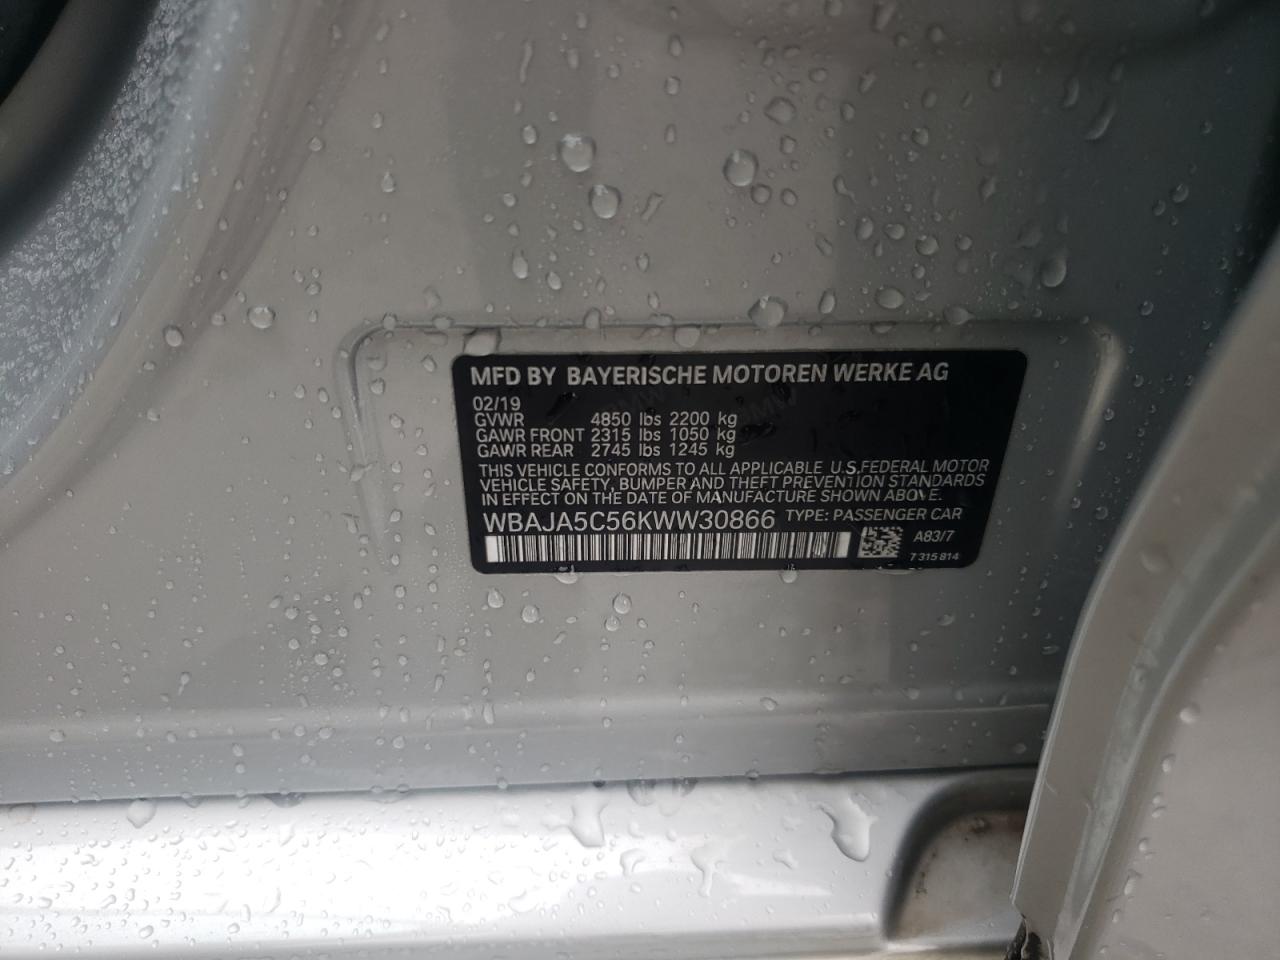 MFD BY BAYERISCHE MOTOREN WERKE AG
02/19
GVWR 4850 lbs 2200 kg
GAWR FRONT 2315 lbs 1050 kg
GAWR REAR 2745 lbs 1245 kg
THIS VEHICLE CONFORMS TO ALL APPLICABLE U.S.FEDERAL MOTOR
VEHICLE SAFETY, BUMPER AND THEFT PREVENTION STANDARDS
IN EFFECT ON THE DATE OF MANUFACTURE SHOWN ABOVE.
WBAJA5C56KWW30866 TYPE: PASSENGER CAR
A83/7
7 315 814